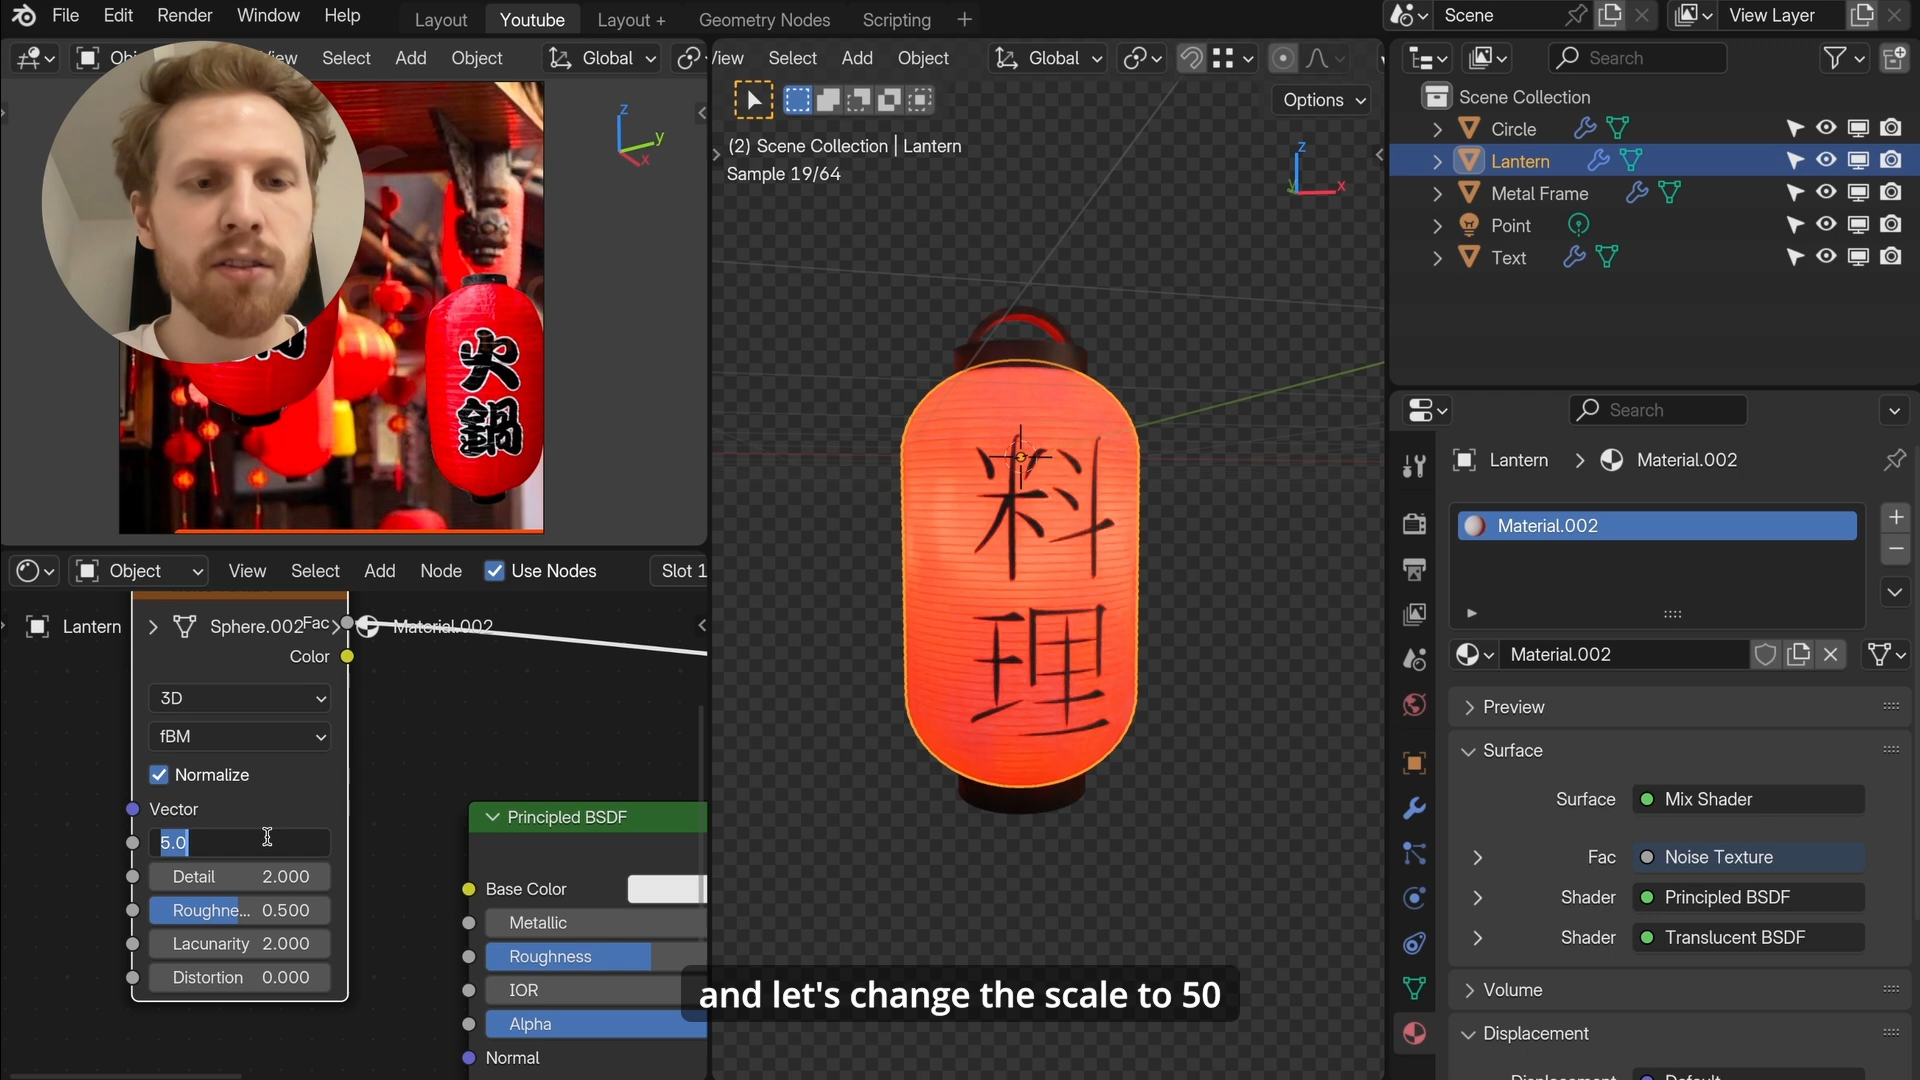 File Edit Render Window Help
Layout Youtube Layout + Geometry Nodes Scripting +
Scene
View Layer
Select Add Object Global
View Select Add Object Global
Search
Options
(2) Scene Collection | Lantern
Sample 19/64
z
y
x
z
x
Scene Collection
Circle
Lantern
Metal Frame
Point
Text
火
鍋
料
理
Search
Lantern > Material.002
Material.002
Material.002
Preview
Surface
Surface Mix Shader
Fac Noise Texture
Shader Principled BSDF
Shader Translucent BSDF
Volume
Displacement
Object View Select Add Node Use Nodes Slot 1
Lantern > Sphere.002 > Material.002
Fac
Color
3D
fBM
Normalize
Vector
5.0
Detail 2.000
Roughne... 0.500
Lacunarity 2.000
Distortion 0.000
Principled BSDF
Base Color
Metallic
Roughness
IOR
Alpha
Normal
and let's change the scale to 50